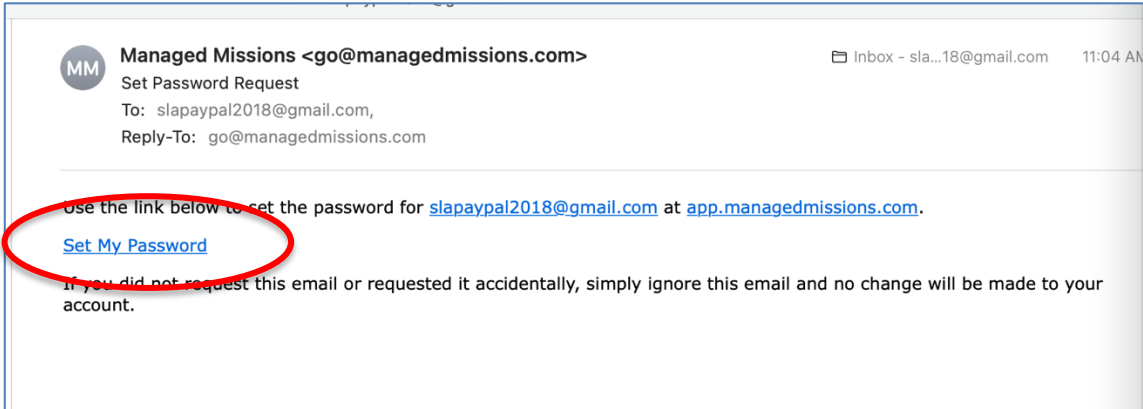 MM
Managed Missions <go@managedmissions.com>
Inbox - sla...18@gmail.com 11:04 AM
Set Password Request
To: slapaypal2018@gmail.com,
Reply-To: go@managedmissions.com
Use the link below to set the password for slapaypal2018@gmail.com at app.managedmissions.com.
Set My Password
If you did not request this email or requested it accidentally, simply ignore this email and no change will be made to your
account.